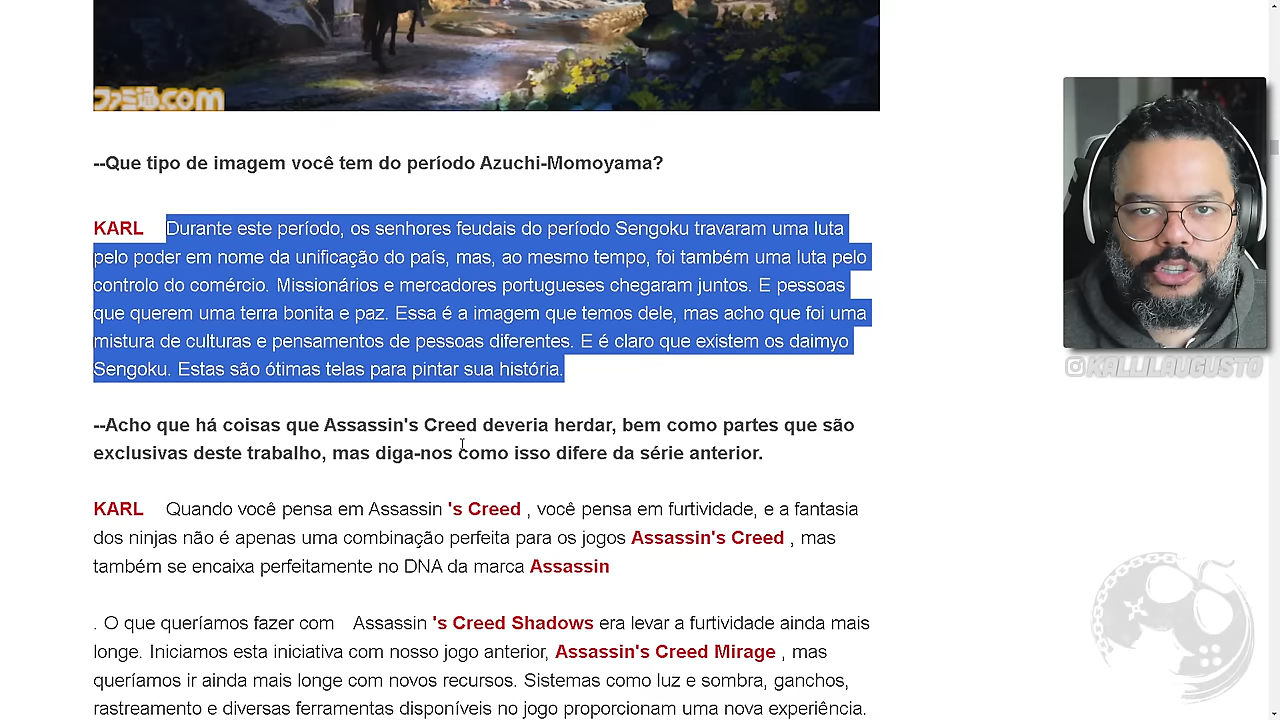 ファミ通.com
--Que tipo de imagem você tem do período Azuchi-Momoyama?
KARL Durante este período, os senhores feudais do período Sengoku travaram uma luta
pelo poder em nome da unificação do país, mas, ao mesmo tempo, foi também uma luta pelo
controlo do comércio. Missionários e mercadores portugueses chegaram juntos. E pessoas
que querem uma terra bonita e paz. Essa é a imagem que temos dele, mas acho que foi uma
mistura de culturas e pensamentos de pessoas diferentes. E é claro que existem os daimyo
Sengoku. Estas são ótimas telas para pintar sua história.
@KALLILAUGUSTO
--Acho que há coisas que Assassin's Creed deveria herdar, bem como partes que são
exclusivas deste trabalho, mas diga-nos como isso difere da série anterior.
KARL Quando você pensa em Assassin 's Creed , você pensa em furtividade, e a fantasia
dos ninjas não é apenas uma combinação perfeita para os jogos Assassin's Creed , mas
também se encaixa perfeitamente no DNA da marca Assassin
. O que queríamos fazer com Assassin 's Creed Shadows era levar a furtividade ainda mais
longe. Iniciamos esta iniciativa com nosso jogo anterior, Assassin's Creed Mirage , mas
queríamos ir ainda mais longe com novos recursos. Sistemas como luz e sombra, ganchos,
rastreamento e diversas ferramentas disponíveis no jogo proporcionam uma nova experiência.